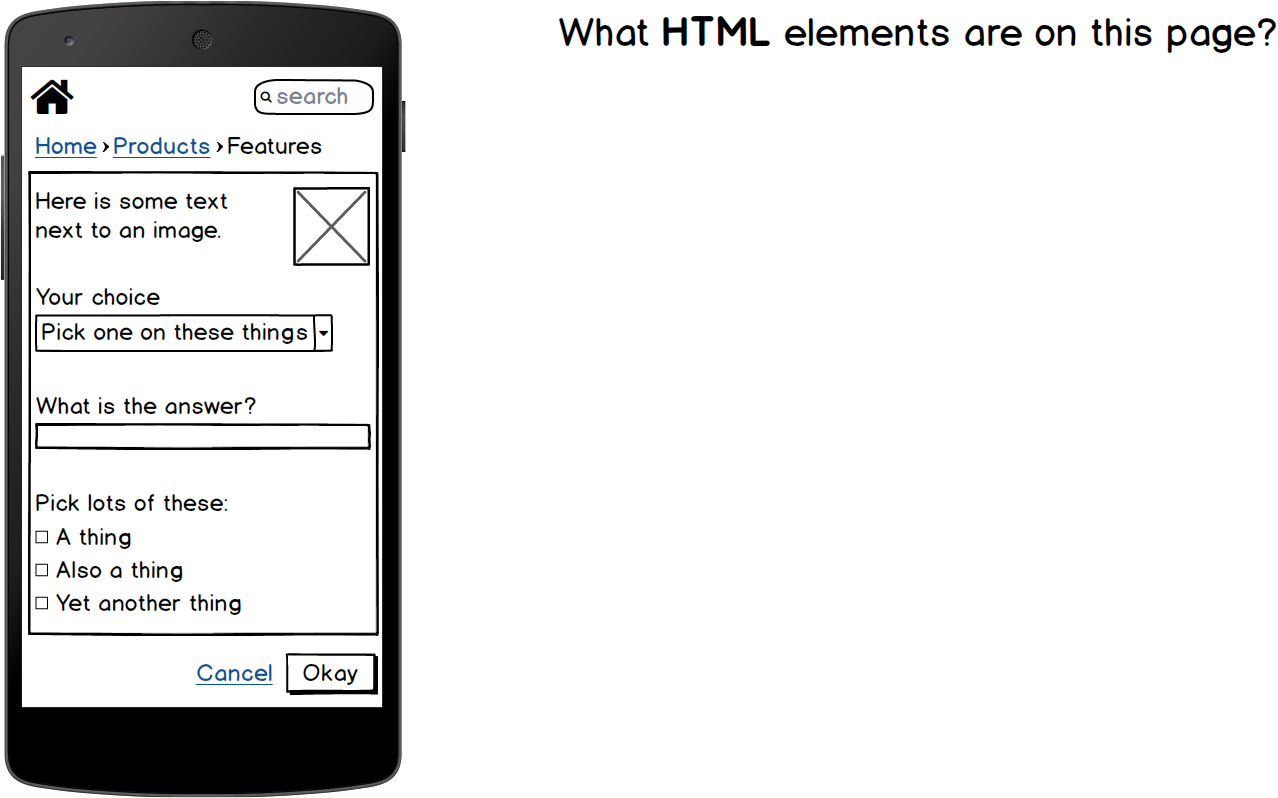 What HTML elements are on this page?
search
Home › Products › Features
Here is some text
next to an image.
Your choice
Pick one on these things
What is the answer?
Pick lots of these:
A thing
Also a thing
Yet another thing
Cancel Okay